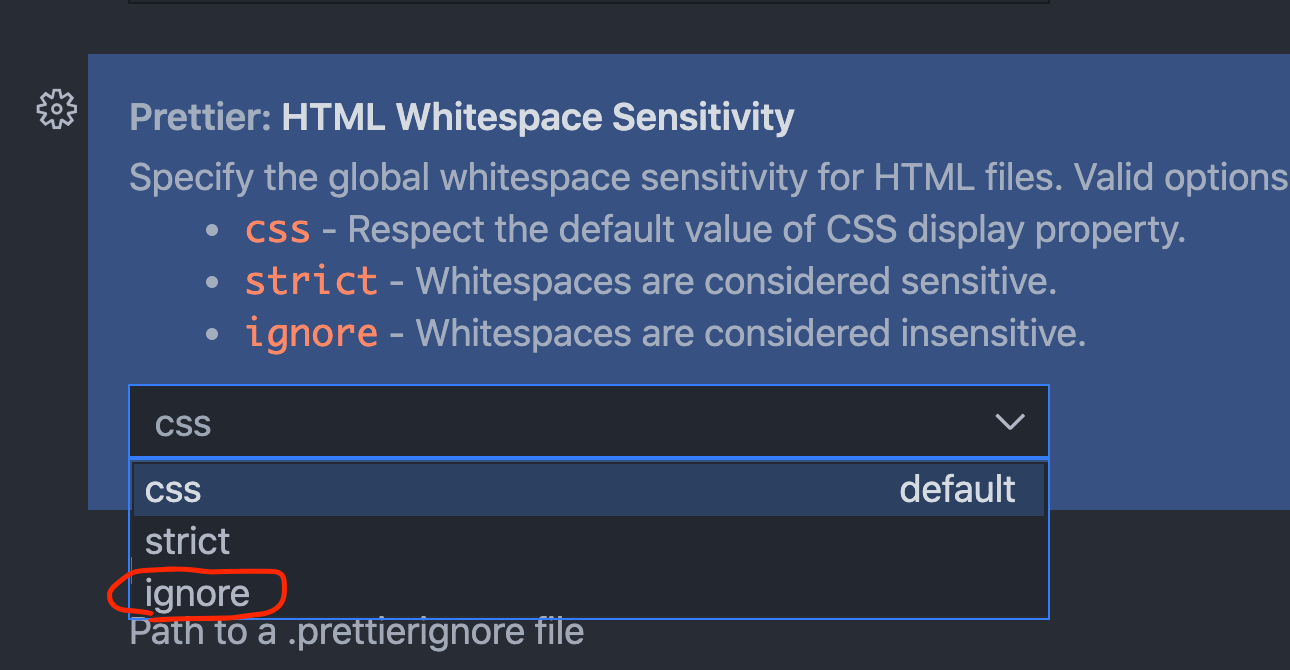 Prettier: HTML Whitespace Sensitivity
Specify the global whitespace sensitivity for HTML files. Valid options
• css - Respect the default value of CSS display property.
• strict - Whitespaces are considered sensitive.
• ignore - Whitespaces are considered insensitive.
css
css default
strict
ignore
Path to a .prettierignore file